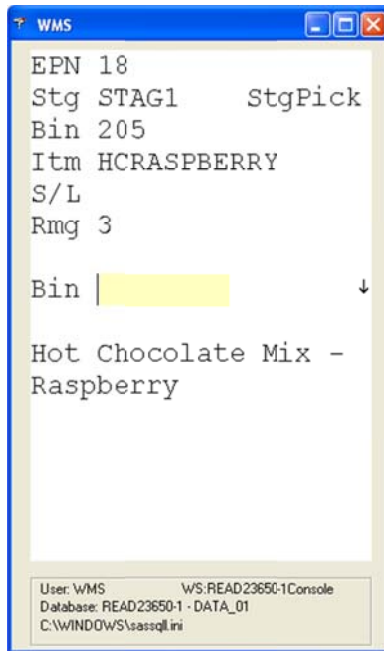 WMS
EPN 18
Stg STAG1 StgPick
Bin 205
Itm HCRASPBERRY
S/L
Rmg 3
Bin ↓
Hot Chocolate Mix -
Raspberry
User: WMS WS:READ23650-1Console
Database: READ23650-1 - DATA_01
C:\WINDOWS\sassqll.ini